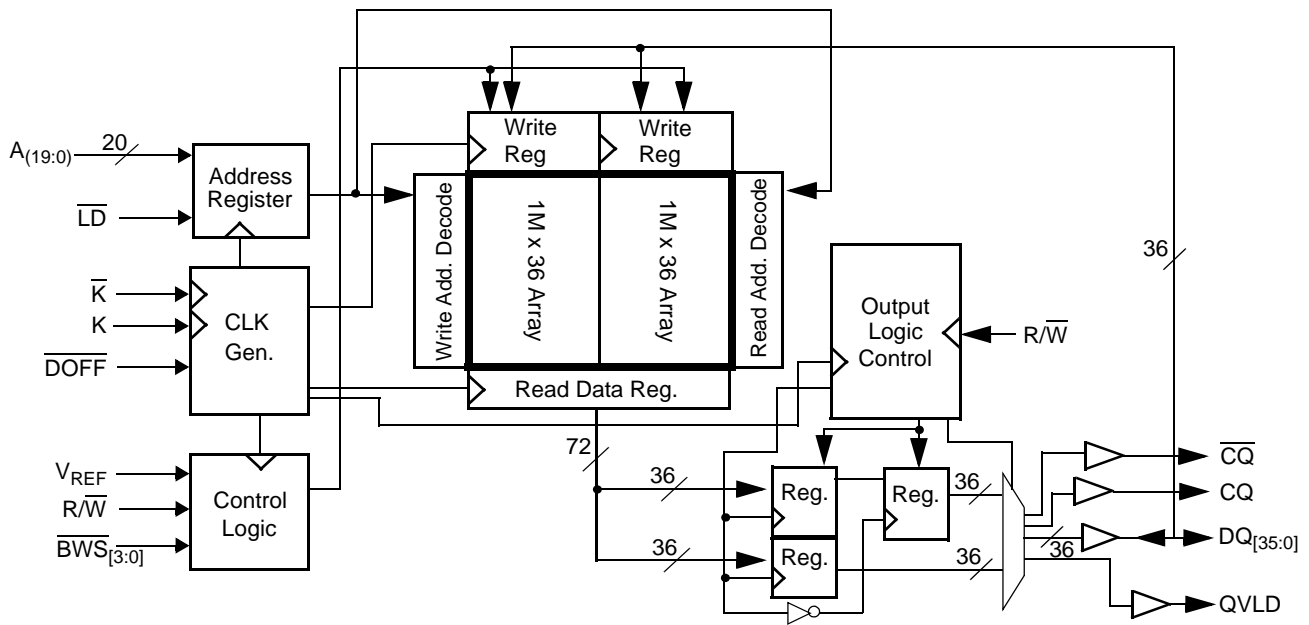 A(19:0)
20
LD
Address
Register
K
K
DOFF
CLK
Gen.
VREF
R/W
BWS[3:0]
Control
Logic
Write
Reg
Write
Reg
Write Add. Decode
1M x 36 Array
1M x 36 Array
Read Add. Decode
Read Data Reg.
72
36
36
Output
Logic
Control
R/W
36
Reg.
Reg.
Reg.
36
36
36
CQ
CQ
DQ[35:0]
QVLD